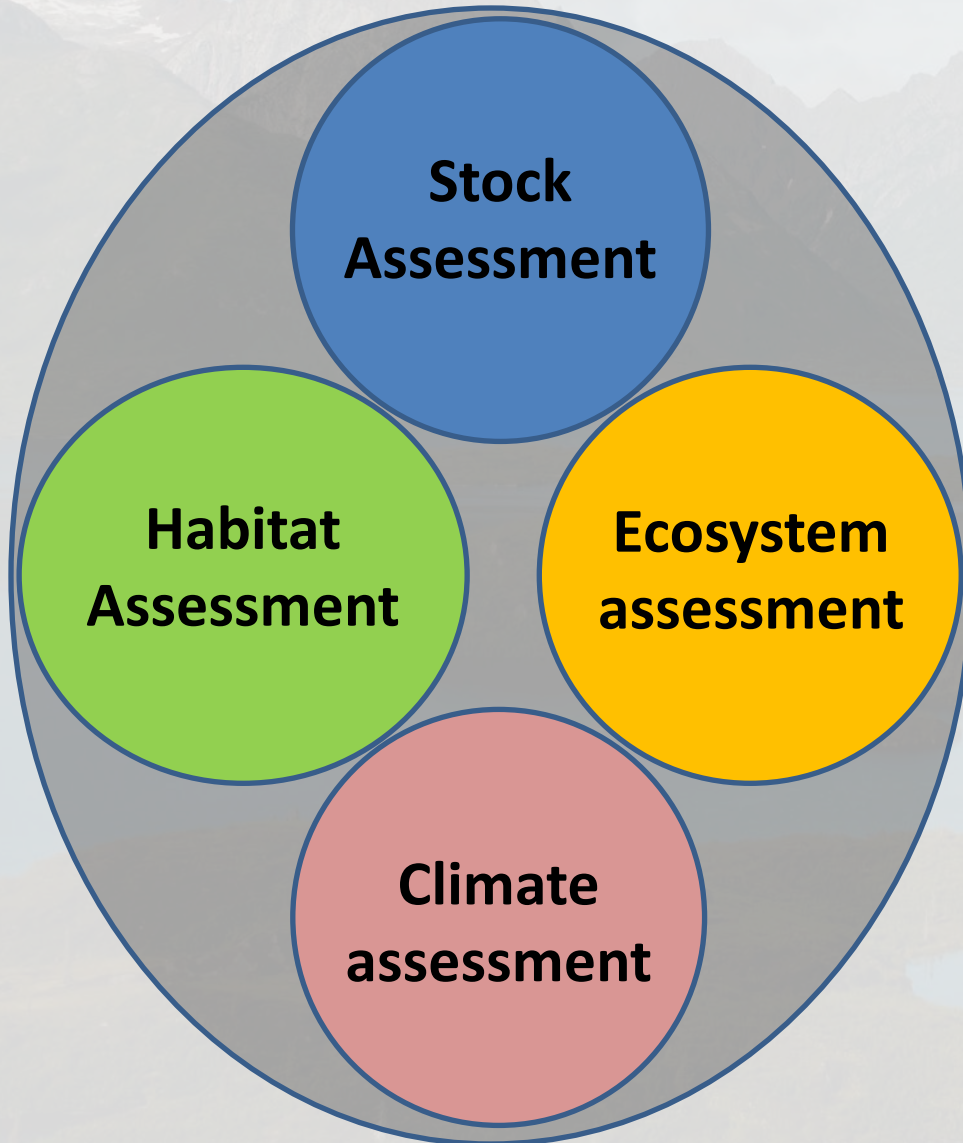 Stock
Assessment
Habitat
Assessment
Ecosystem
assessment
Climate
assessment